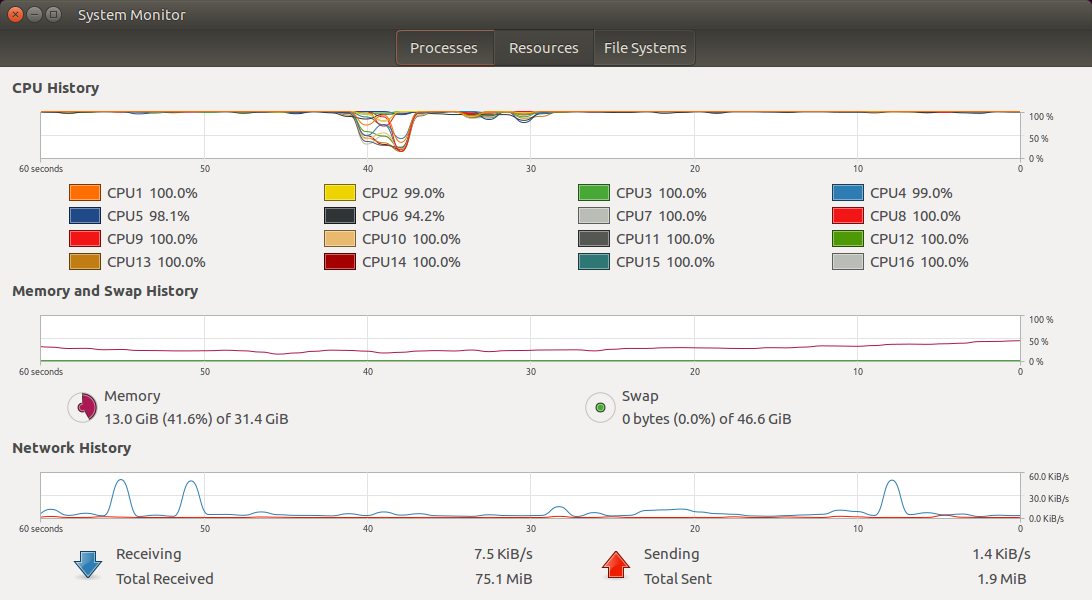 System Monitor
Processes Resources File Systems
CPU History
100 %
50 %
0 %
60 seconds 50 40 30 20 10 0
CPU1 100.0% CPU2 99.0% CPU3 100.0% CPU4 99.0%
CPU5 98.1% CPU6 94.2% CPU7 100.0% CPU8 100.0%
CPU9 100.0% CPU10 100.0% CPU11 100.0% CPU12 100.0%
CPU13 100.0% CPU14 100.0% CPU15 100.0% CPU16 100.0%
Memory and Swap History
100 %
50 %
0 %
60 seconds 50 40 30 20 10 0
Memory Swap
13.0 GiB (41.6%) of 31.4 GiB 0 bytes (0.0%) of 46.6 GiB
Network History
60.0 KiB/s
30.0 KiB/s
0.0 KiB/s
60 seconds 50 40 30 20 10 0
Receiving 7.5 KiB/s Sending 1.4 KiB/s
Total Received 75.1 MiB Total Sent 1.9 MiB